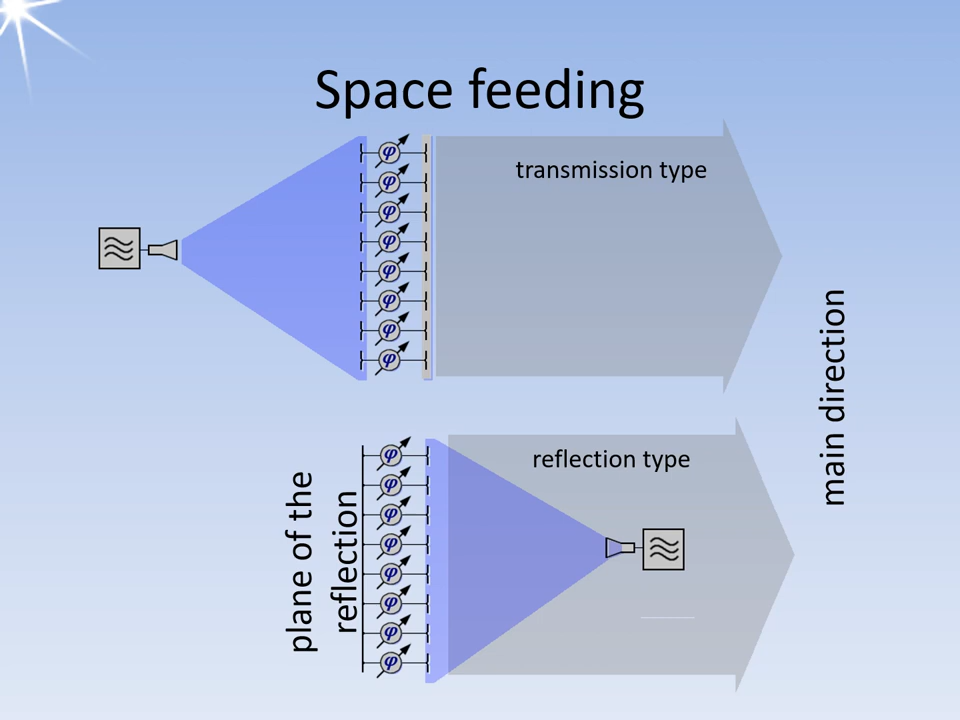 Space feeding
transmission type
φ
φ
φ
φ
φ
φ
φ
φ
main direction
reflection type
plane of the
reflection
φ
φ
φ
φ
φ
φ
φ
φ